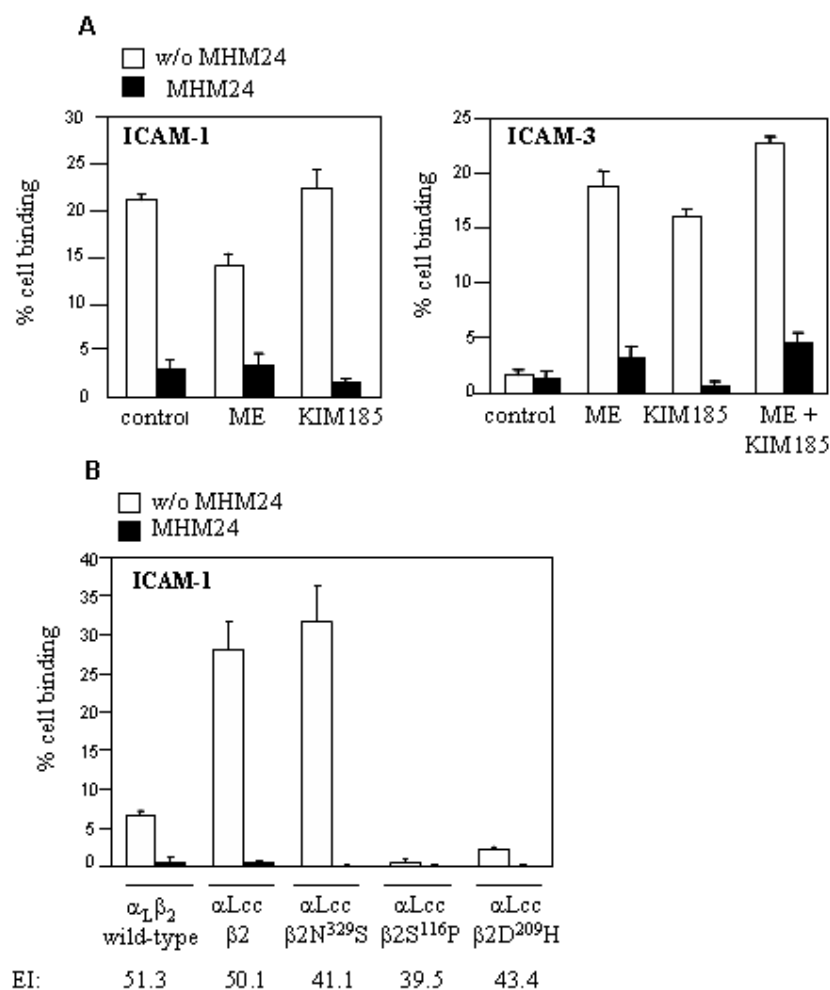 A
w/o MHM24
MHM24
ICAM-1
% cell binding
30
25
20
15
10
5
0
control ME KIM185
ICAM-3
% cell binding
25
20
15
10
5
0
control ME KIM185 ME +
KIM185
B
w/o MHM24
MHM24
ICAM-1
% cell binding
40
35
30
25
20
15
10
5
0
α_Lβ_2 αLcc αLcc αLcc αLcc
wild-type β2 β2N³²⁹S β2S¹¹⁶P β2D²⁰⁹H
EI: 51.3 50.1 41.1 39.5 43.4